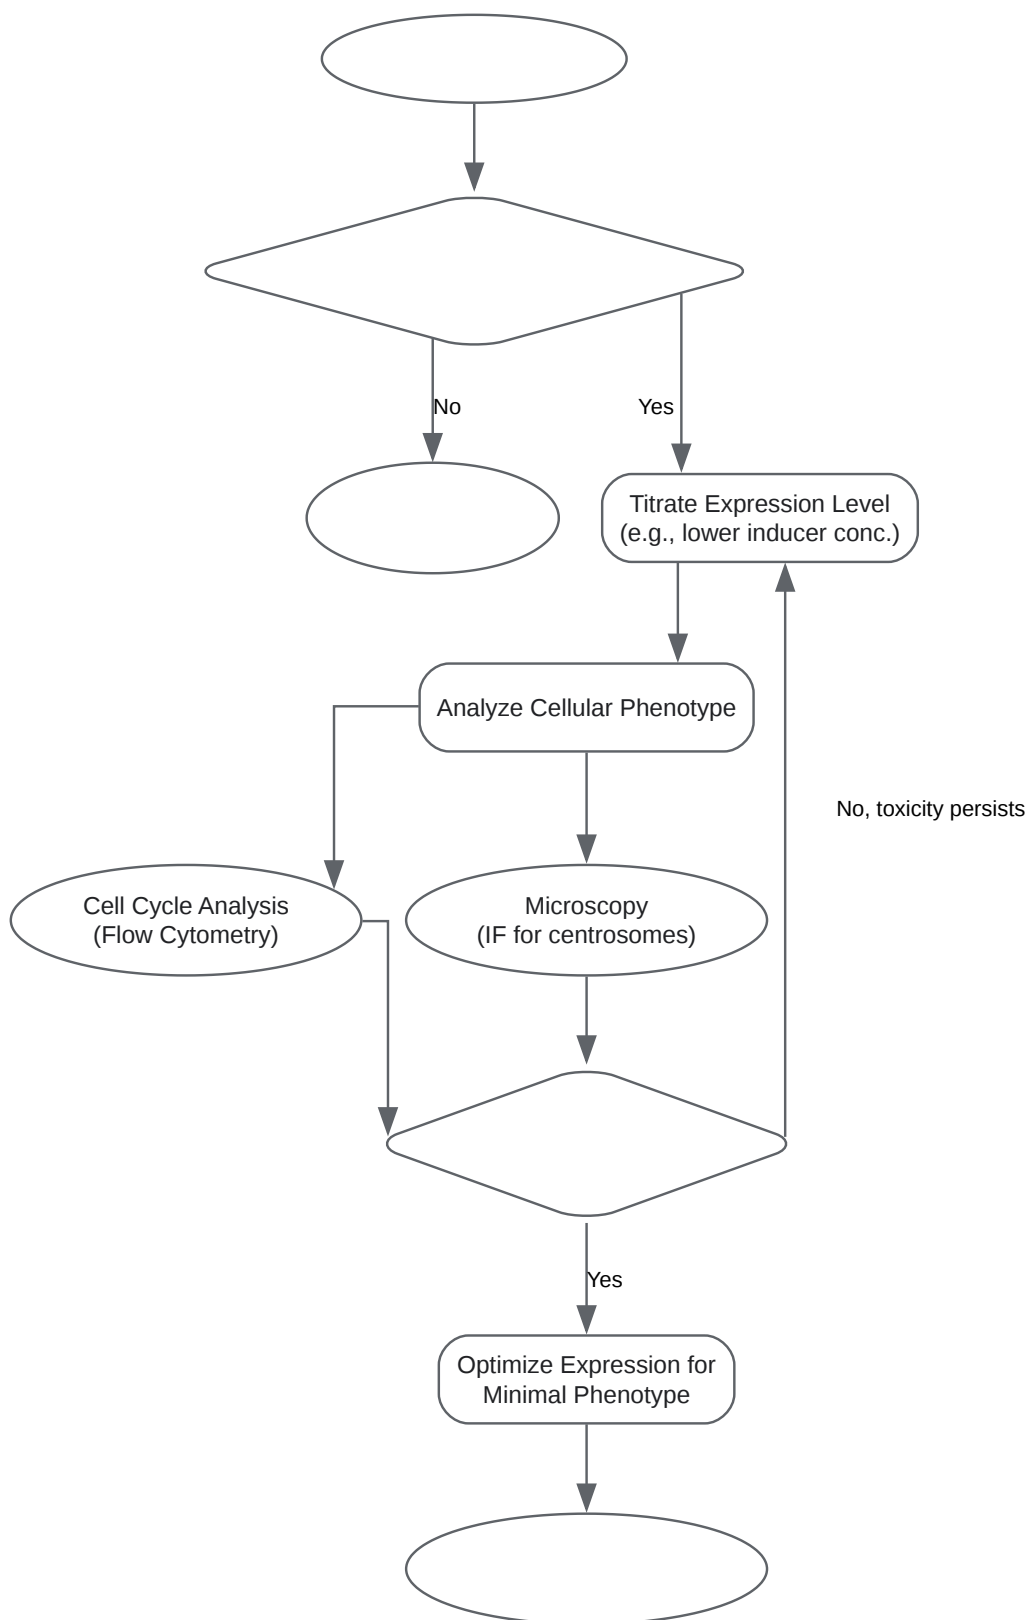 No
Yes
Titrate Expression Level
(e.g., lower inducer conc.)
Analyze Cellular Phenotype
No, toxicity persists
Cell Cycle Analysis
(Flow Cytometry)
Microscopy
(IF for centrosomes)
Yes
Optimize Expression for
Minimal Phenotype